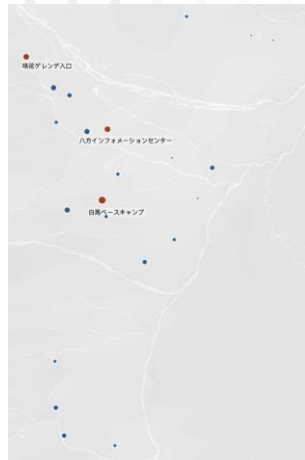 咲花ゲレンデ入口
八方インフォメーションセンター
白馬ベースキャンプ